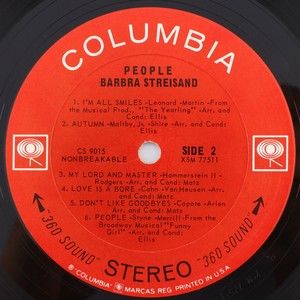 COLUMBIA
PEOPLE
BARBRA STREISAND
1. I'M ALL SMILES -Leonard -Martin- From
the Musical Prod., "The Yearling" - Arr.
and Cond: Ellis
2. AUTUMN -Maltby, Jr. -Shire - Arr. and
Cond: Ellis
CS 9015
NONBREAKABLE
SIDE 2
XSM 77511
3. MY LORD AND MASTER -Hammerstein II -
Rodgers - Arr. and Cond: Matz
4. LOVE IS A BORE -Cahn -Van Heusen - Arr.
and Cond: Matz
5. DON'T LIKE GOODBYES -Capote -Arlen
Arr. and Cond: Matz
6. PEOPLE -Styne -Merrill - From the
Broadway Musical "Funny
Girl" - Arr. and Cond:
Ellis
"360 SOUND" STEREO "360 SOUND"
® "COLUMBIA" MARCAS REG. PRINTED IN U.S.A.